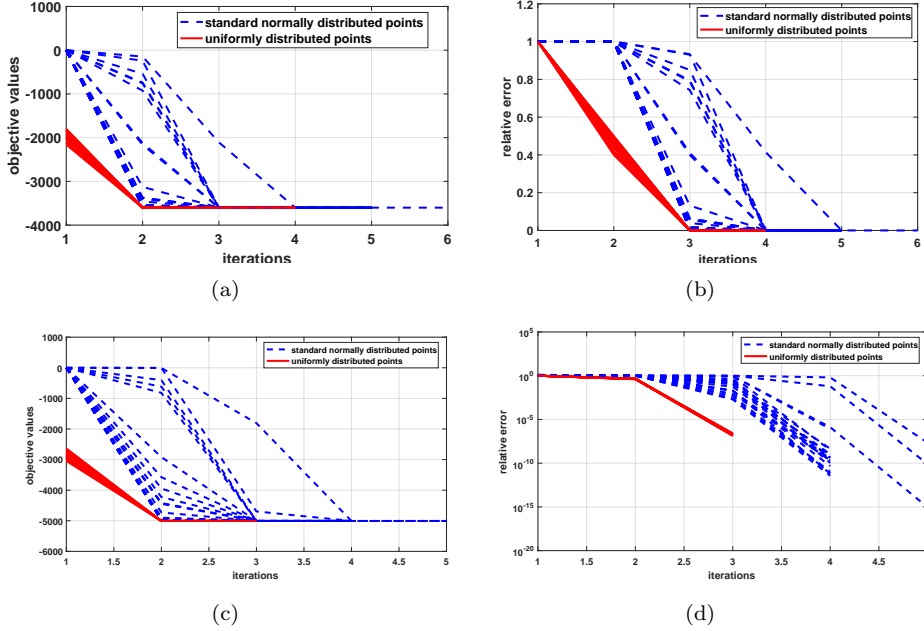 standard normally distributed points
uniformly distributed points
1000
0
-1000
-2000
-3000
-4000
objective values
1 2 3 4 5 6
iterations
(a)
standard normally distributed points
uniformly distributed points
1.2
1
0.8
0.6
0.4
0.2
0
relative error
1 2 3 4 5 6
iterations
(b)
standard normally distributed points
uniformly distributed points
1000
0
-1000
-2000
-3000
-4000
-5000
-6000
objective values
1 1.5 2 2.5 3 3.5 4 4.5 5
iterations
(c)
standard normally distributed points
uniformly distributed points
10^5
10^0
10^-5
10^-10
10^-15
10^-20
relative error
1 1.5 2 2.5 3 3.5 4 4.5
iterations
(d)